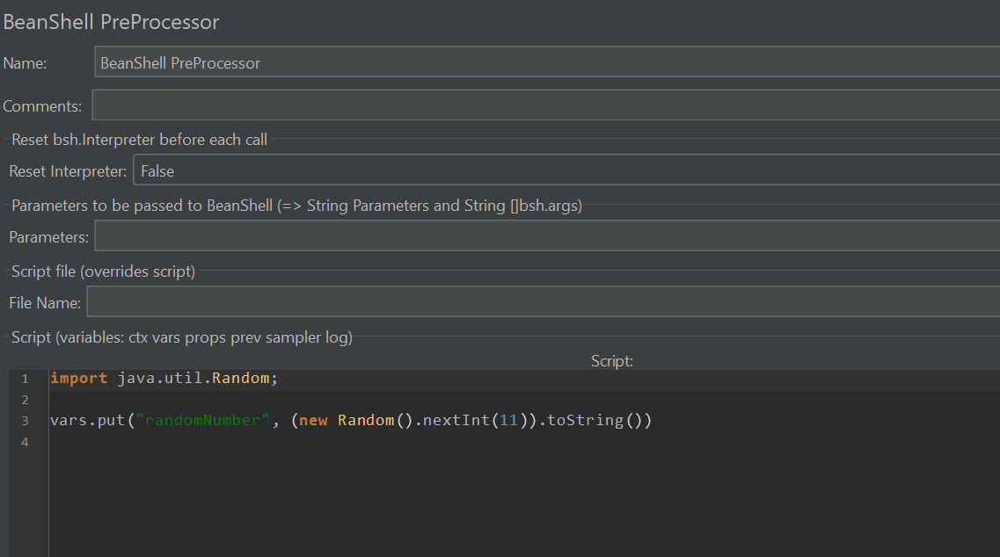 BeanShell PreProcessor
Name: BeanShell PreProcessor
Comments:
Reset bsh.Interpreter before each call
Reset Interpreter: False
Parameters to be passed to BeanShell (=> String Parameters and String []bsh.args)
Parameters:
Script file (overrides script)
File Name:
Script (variables: ctx vars props prev sampler log)
Script:
1 import java.util.Random;
2
3 vars.put("randomNumber", (new Random().nextInt(11)).toString())
4